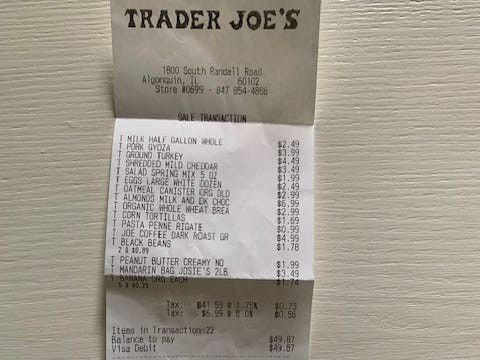 TRADER JOE'S
1800 South Randall Road
Algonquin, IL 60102
Store #0699 - 847 854-4886
SALE TRANSACTION
T MILK HALF GALLON WHOLE $2.49
T PORK GYOZA $3.99
T GROUND TURKEY $4.49
T SHREDDED MILD CHEDDAR $3.49
T SALAD SPRING MIX 5 OZ $1.99
T EGGS LARGE WHITE DOZEN $2.49
T OATMEAL CANISTER ORG OLD $2.99
T ALMONDS MILK AND DK CHOC $6.99
T ORGANIC WHOLE WHEAT BREA $2.99
T CORN TORTILLAS $1.69
T PASTA PENNE RIGATE $0.99
T JOE COFFEE DARK ROAST GR $4.99
T BLACK BEANS $1.78
2 @ $0.89
T PEANUT BUTTER CREAMY NO $1.99
T MANDARIN BAG JOSIE'S 2LB $3.49
T BANANA ORG EACH $1.74
6 @ $0.29
Tax: $41.59 @ 1.75% $0.73
Tax: $6.99 @ 8.0% $0.56
Items in Transaction:22
Balance to pay $49.87
Visa Debit $49.87